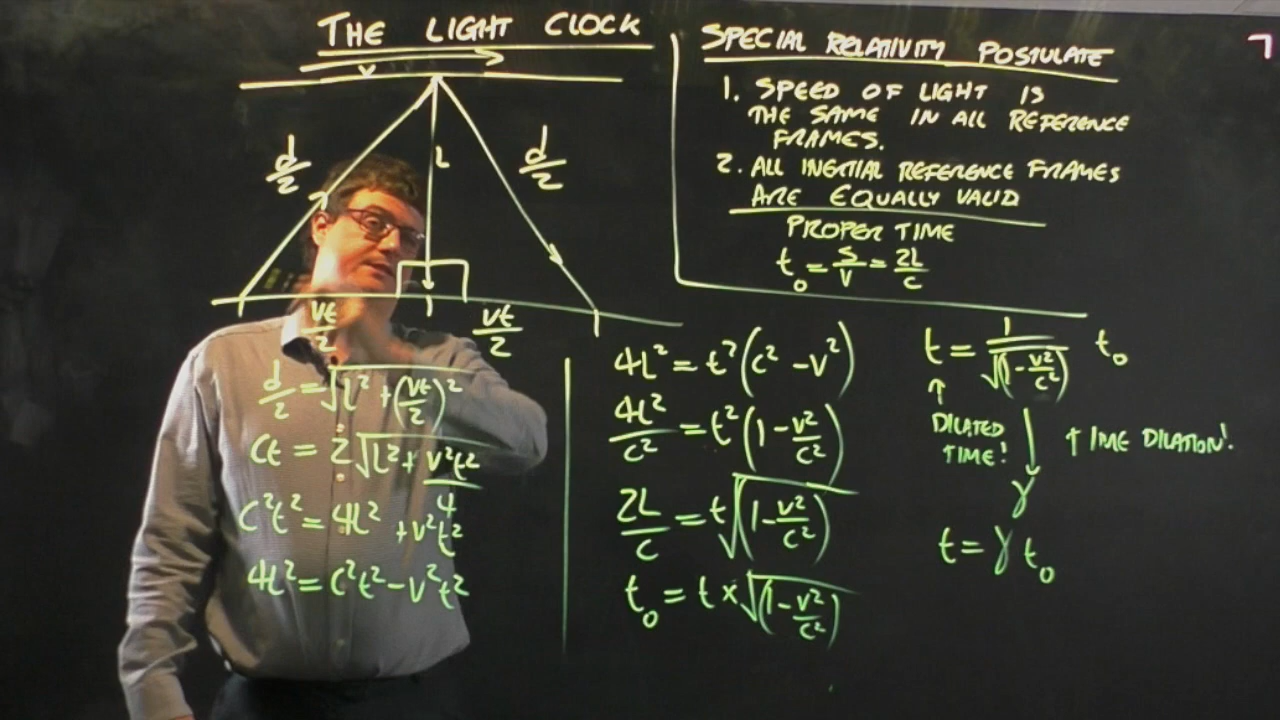 THE LIGHT CLOCK
v
d/2
L
d/2
vt/2
vt/2
SPECIAL RELATIVITY POSTULATE
1. SPEED OF LIGHT IS
THE SAME IN ALL REFERENCE
FRAMES.
2. ALL INERTIAL REFERENCE FRAMES
ARE EQUALLY VALID
PROPER TIME
t₀ = s/v = 2L/c
d/2 = √(L² + (vt/2)²)
ct = 2√(L² + v²t²/4)
c²t² = 4L² + v²t²
4L² = c²t² - v²t²
4L² = t²(c² - v²)
4L²/c² = t²(1 - v²/c²)
2L/c = t√(1 - v²/c²)
t₀ = t × √(1 - v²/c²)
t = 1/√(1 - v²/c²) t₀
↑
DILATED
TIME!
TIME DILATION!
γ
t = γ t₀